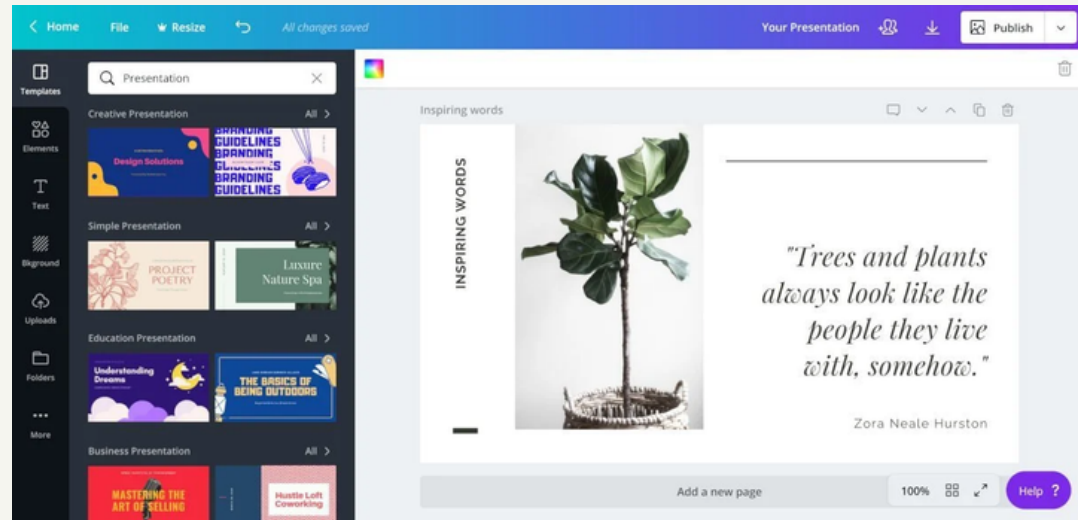 Home File Resize All changes saved Your Presentation Publish
Templates
Elements
Text
Bkground
Uploads
Folders
More
Presentation
Creative Presentation All
Design Solutions
BRANDING
GUIDELINES
BRANDING
GUIDELINES
BRANDING
GUIDELINES
Simple Presentation All
PROJECT
POETRY
Luxure
Nature Spa
Education Presentation All
Understanding
Dreams
THE BASICS OF
BEING OUTDOORS
Business Presentation All
MASTERING THE
ART OF SELLING
Hustle Loft
Coworking
Inspiring words
INSPIRING WORDS
"Trees and plants
always look like the
people they live
with, somehow."
Zora Neale Hurston
Add a new page
100%
Help ?